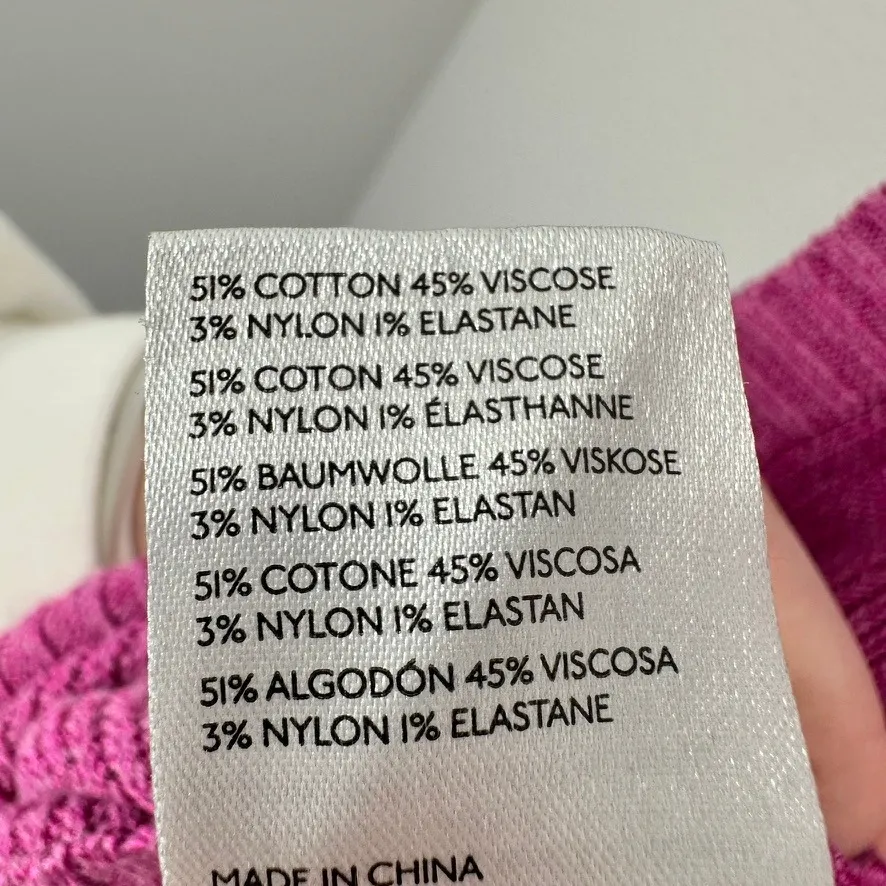 51% COTTON 45% VISCOSE
3% NYLON 1% ELASTANE
51% COTON 45% VISCOSE
3% NYLON 1% ÉLASTHANNE
51% BAUMWOLLE 45% VISKOSE
3% NYLON 1% ELASTAN
51% COTONE 45% VISCOSA
3% NYLON 1% ELASTAN
51% ALGODÓN 45% VISCOSA
3% NYLON 1% ELASTANE
MADE IN CHINA